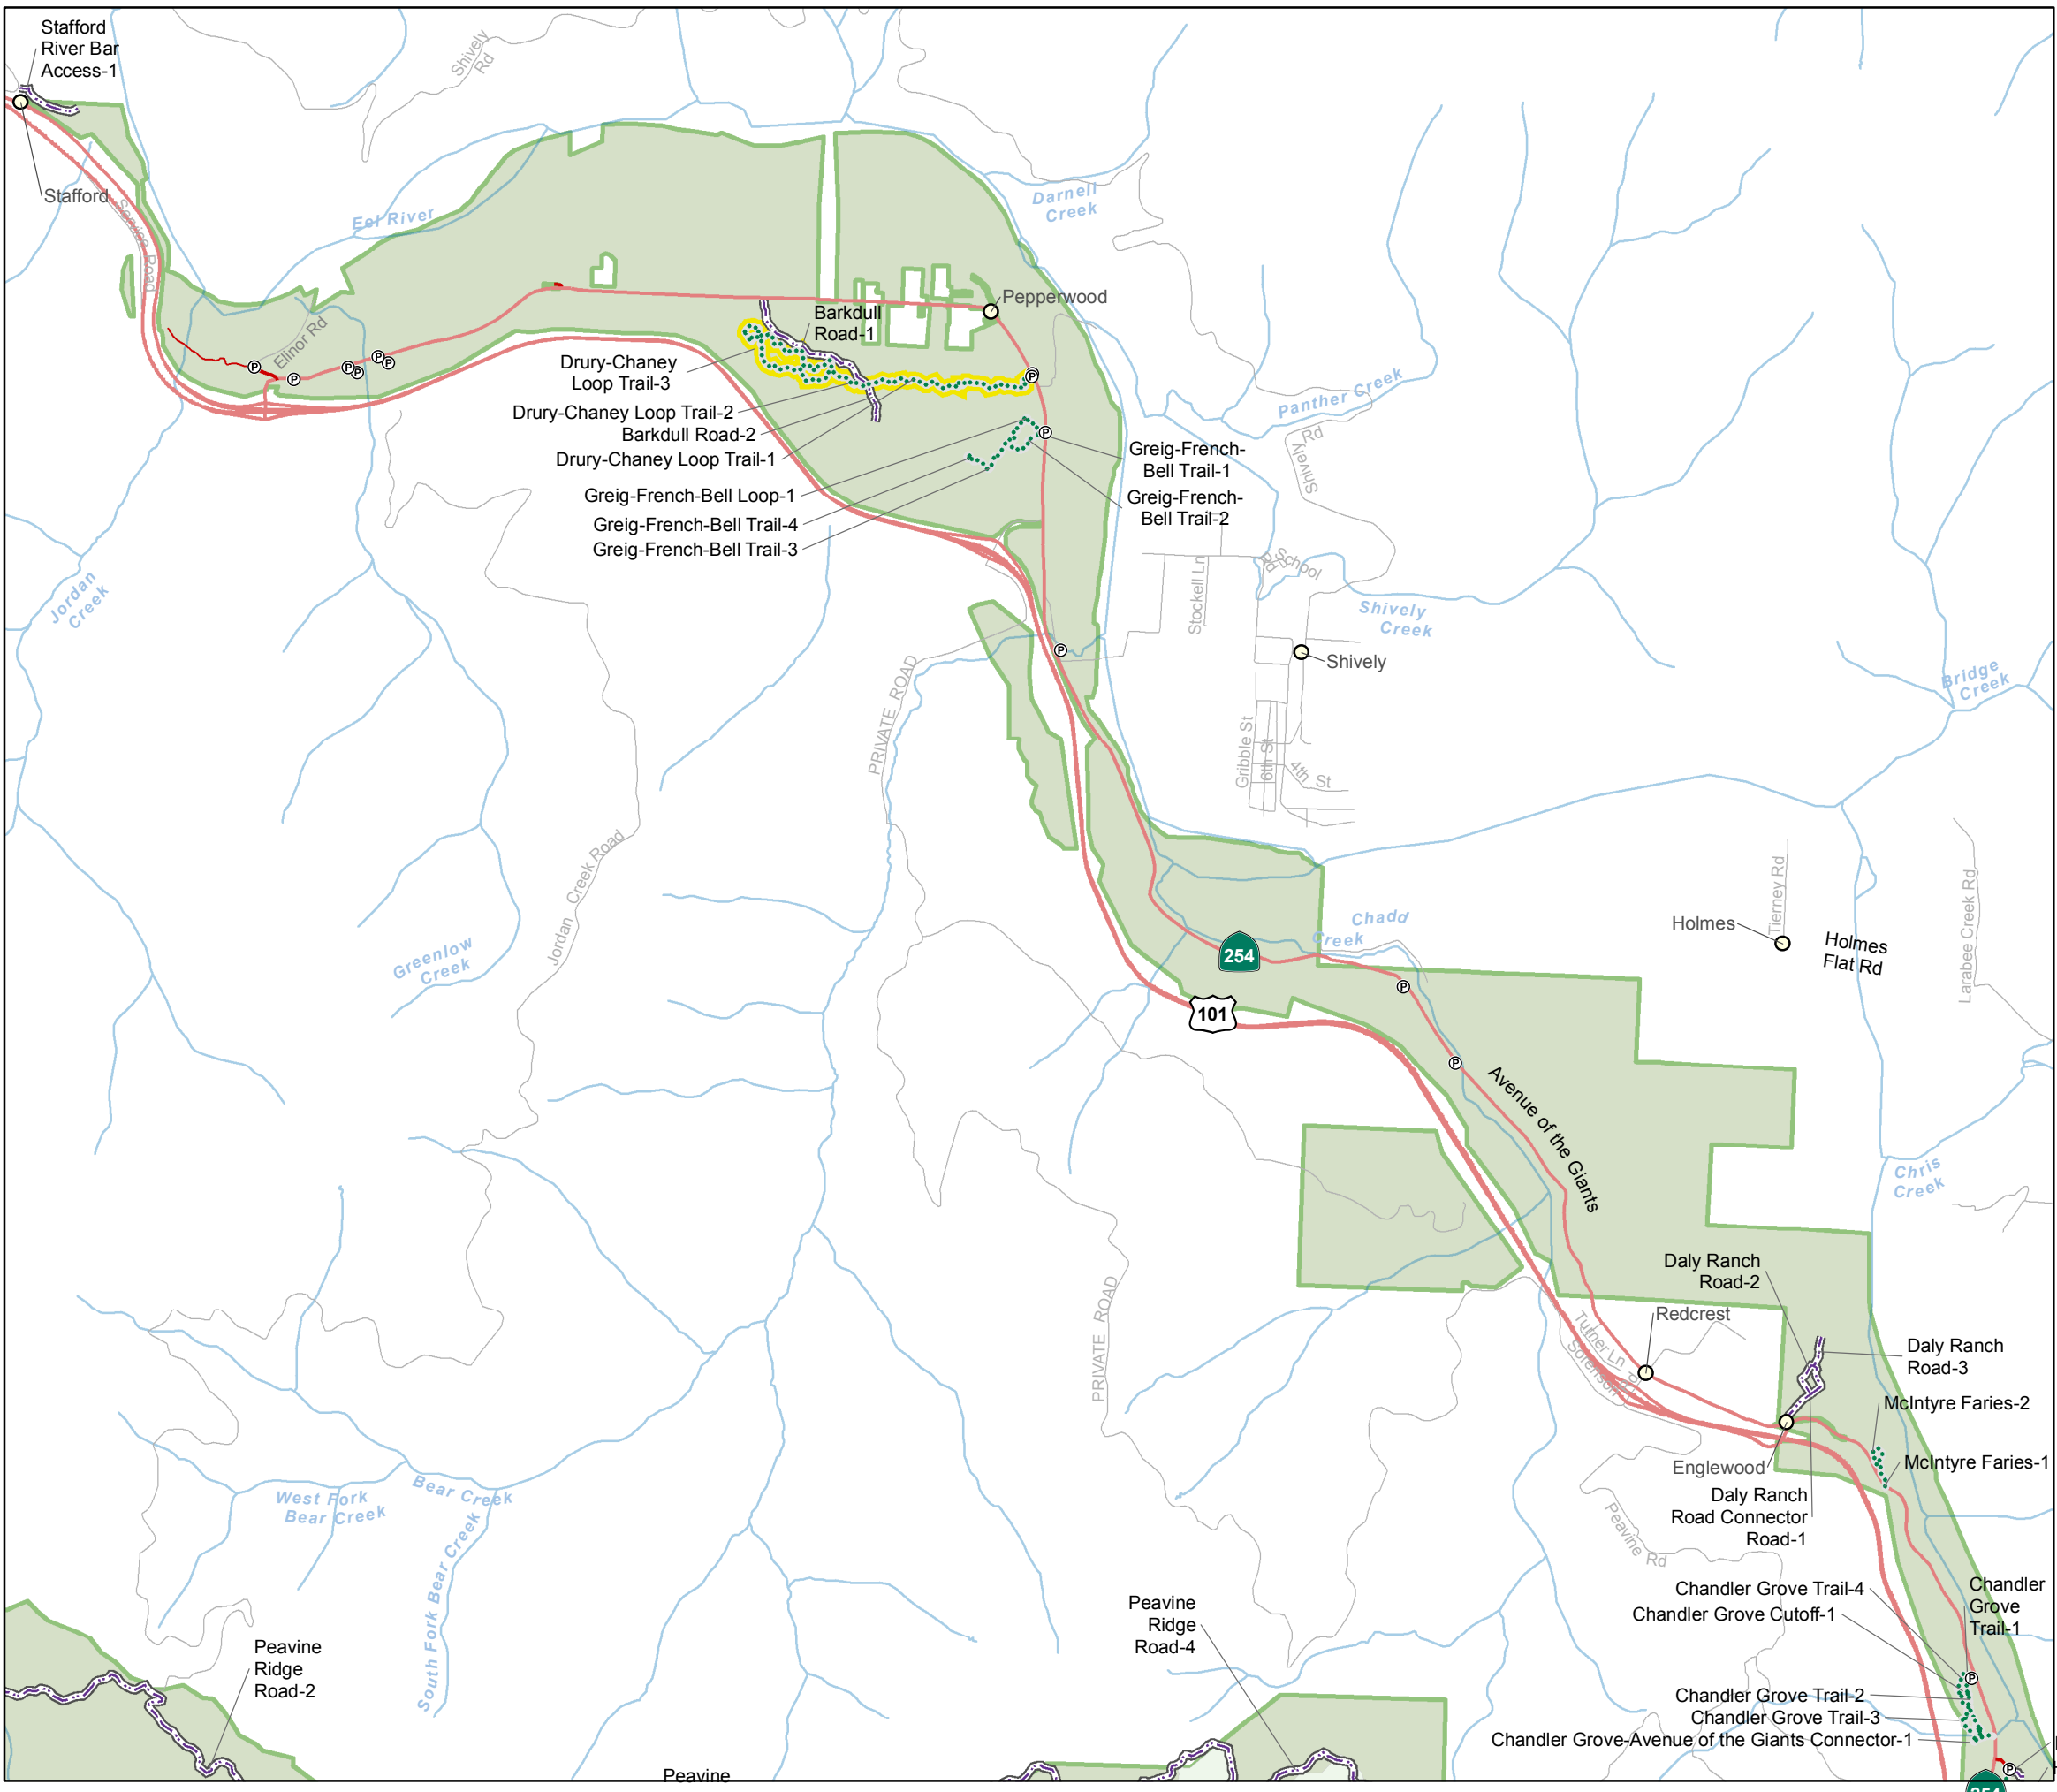 Stafford
River Bar
Access-1
Shively
Rd
Stafford
Service Road
Eel River
Darnell
Creek
Elinor Rd
Pepperwood
Barkdull
Road-1
Drury-Chaney
Loop Trail-3
Drury-Chaney Loop Trail-2
Barkdull Road-2
Drury-Chaney Loop Trail-1
Panther Creek
Shively Rd
Greig-French-
Bell Trail-1
Greig-French-Bell Loop-1
Greig-French-
Bell Trail-2
Greig-French-Bell Trail-4
Greig-French-Bell Trail-3
P
P
P
P
P
P
P
P
P
Jordan
Creek
Stockell Ln
School
Rd
Shively
Creek
Shively
PRIVATE ROAD
Bridge
Creek
Gribble St
6th St
4th St
Jordan Creek Road
Greenlow
Creek
Chadd
Creek
254
101
Holmes
Tierney Rd
Holmes
Flat Rd
Larabee Creek Rd
P
P
Avenue of the Giants
Chris
Creek
PRIVATE ROAD
Daly Ranch
Road-2
Redcrest
Turner Ln
Sorenson Rd
Daly Ranch
Road-3
McIntyre Faries-2
McIntyre Faries-1
Englewood
Daly Ranch
Road Connector
Road-1
Peavine Rd
West Fork
Bear Creek
Bear Creek
South Fork Bear Creek
Chandler Grove Trail-4
Chandler Grove Cutoff-1
Chandler
Grove
Trail-1
Peavine
Ridge
Road-4
Peavine
Ridge
Road-2
P
Chandler Grove Trail-2
Chandler Grove Trail-3
Chandler Grove-Avenue of the Giants Connector-1
P
Peavine
254